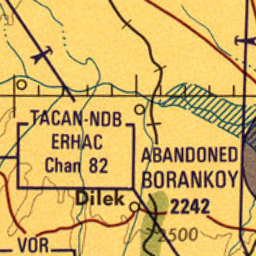 TACAN-NDB
ERHAC
Chan 82
ABANDONED
BORANKOY
Dilek
2242
2500
VOR